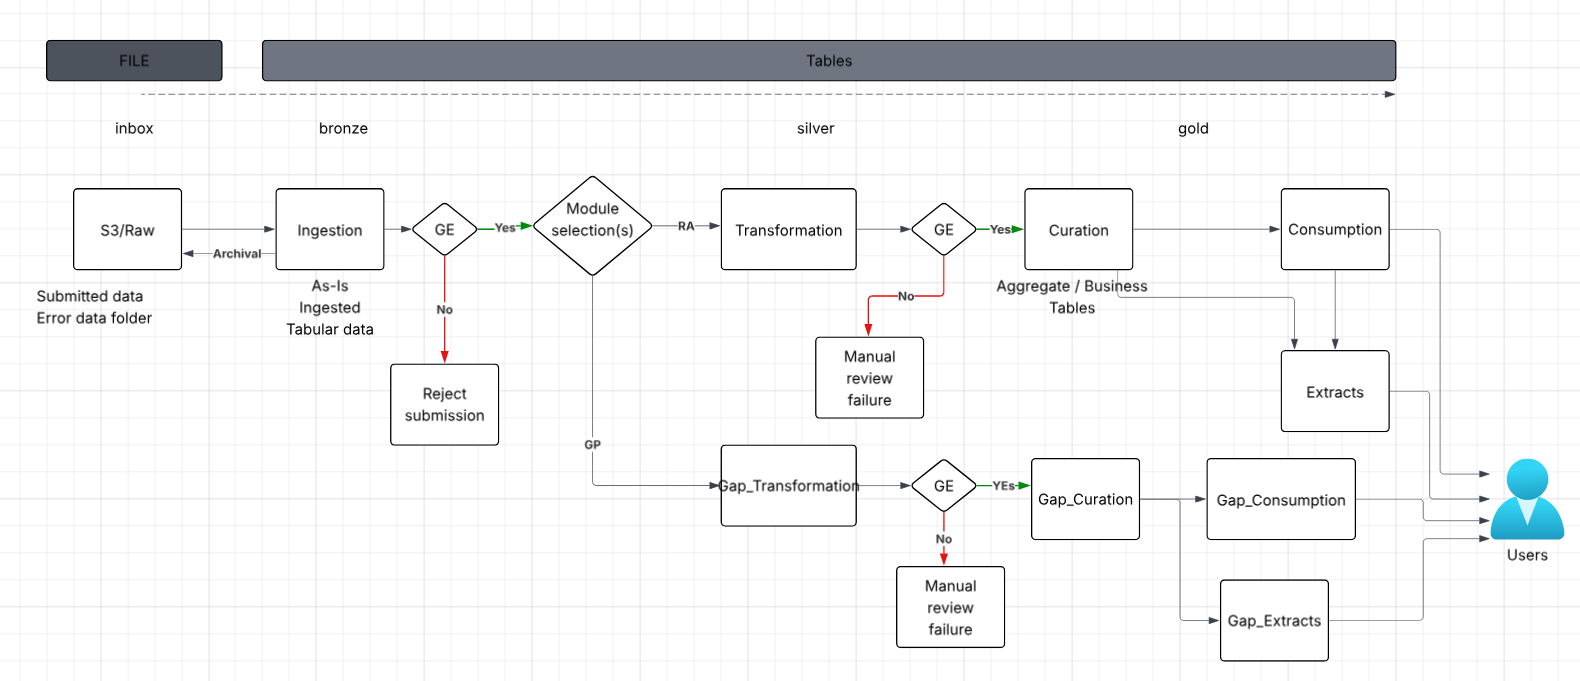 FILE
Tables
inbox
bronze
silver
gold
S3/Raw
Archival
Ingestion
GE
Yes
Module
selection(s)
RA
Transformation
GE
Yes
Curation
Consumption
Submitted data
Error data folder
As-Is
Ingested
Tabular data
No
No
Aggregate / Business
Tables
Manual
review
failure
Reject
submission
Extracts
GP
Gap_Transformation
GE
YEs
Gap_Curation
Gap_Consumption
No
Users
Manual
review
failure
Gap_Extracts